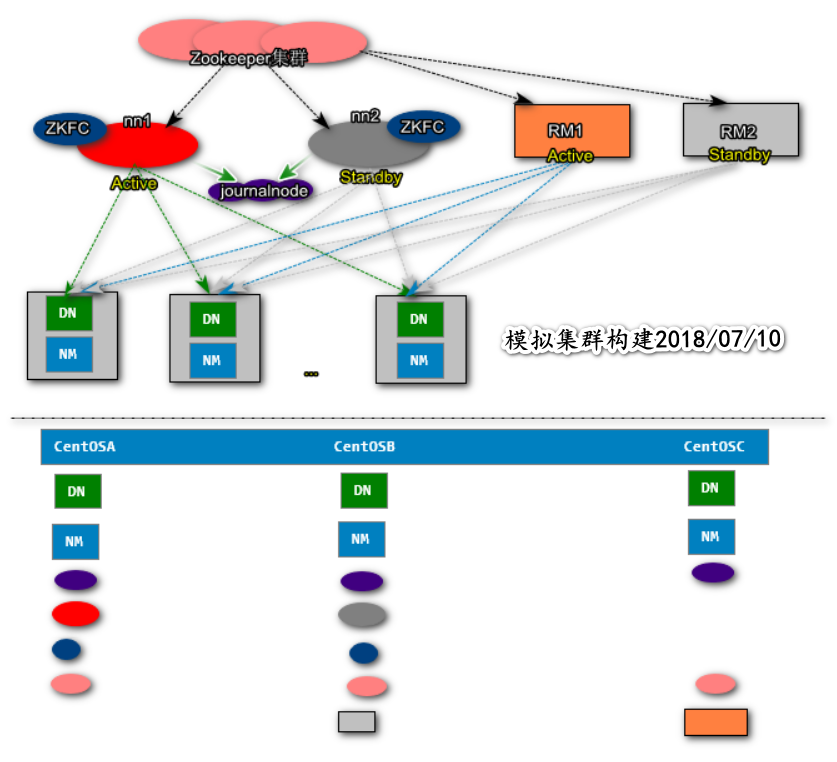 Zookeeper集群
ZKFC
nn1
nn2
ZKFC
RM1
RM2
Active
journalnode
Standby
Active
Standby
DN
DN
DN
NM
NM
NM
...
模拟集群构建2018/07/10
CentOSA CentOSB CentOSC
DN DN DN
NM NM NM